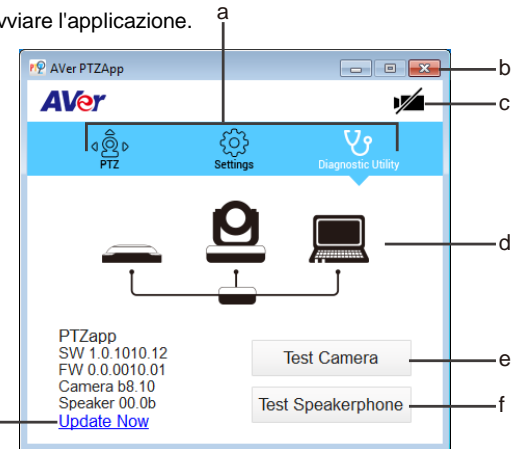 vviare l'applicazione.
a
AVer PTZApp
b
AVer
c
PTZ
Settings
Diagnostic Utility
d
PTZapp
SW 1.0.1010.12
FW 0.0.0010.01
Camera b8.10
Speaker 00.0b
Update Now
Test Camera
e
Test Speakerphone
f